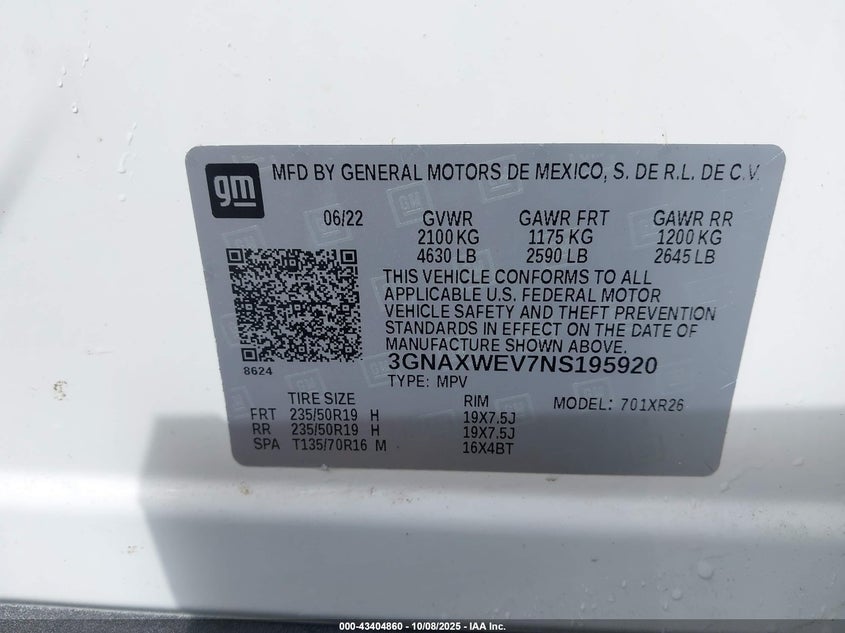 gm
MFD BY GENERAL MOTORS DE MEXICO, S. DE R.L. DE C.V.
06/22 GVWR GAWR FRT GAWR RR
2100 KG 1175 KG 1200 KG
4630 LB 2590 LB 2645 LB
THIS VEHICLE CONFORMS TO ALL
APPLICABLE U.S. FEDERAL MOTOR
VEHICLE SAFETY AND THEFT PREVENTION
STANDARDS IN EFFECT ON THE DATE OF
MANUFACTURE SHOWN ABOVE.
8624
3GNAXWEV7NS195920
TYPE: MPV
TIRE SIZE RIM MODEL: 701XR26
FRT 235/50R19 H 19X7.5J
RR 235/50R19 H 19X7.5J
SPA T135/70R16 M 16X4BT
000-43404860 - 10/08/2025 - IAA Inc.